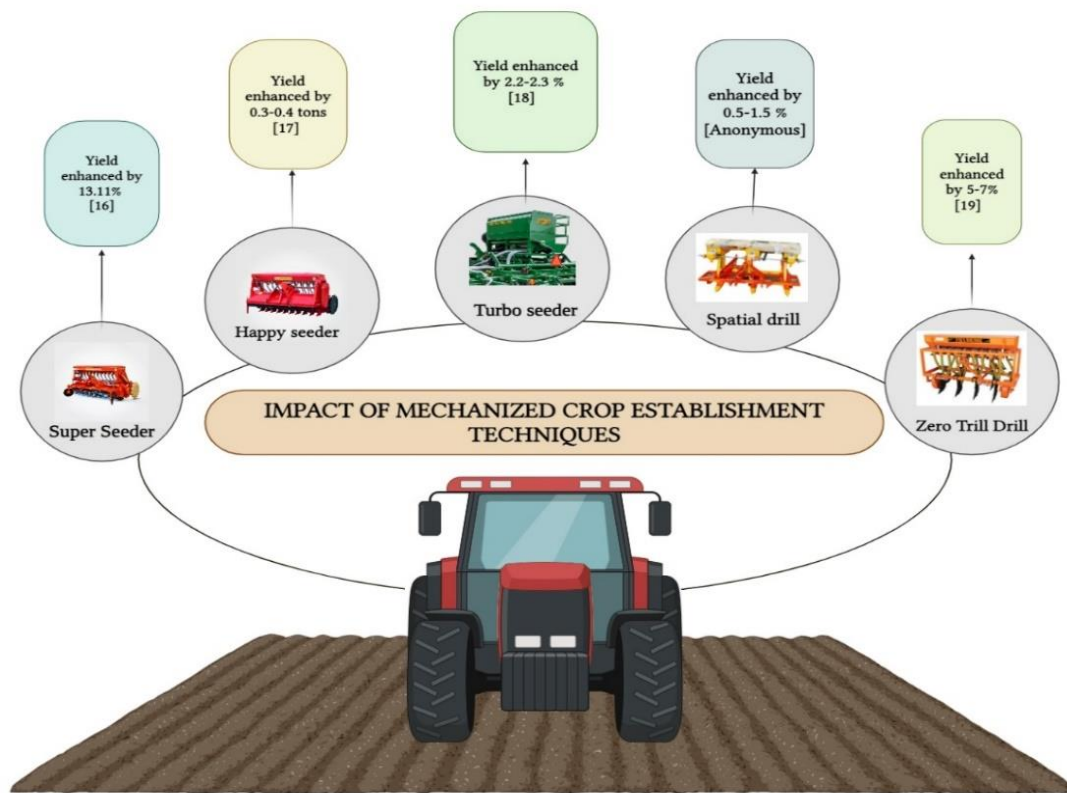 Yield
enhanced by
13.11%
[16]
Yield
enhanced by
0.3-0.4 tons
[17]
Yield enhanced
by 2.2-2.3 %
[18]
Yield
enhanced by
0.5-1.5 %
[Anonymous]
Yield
enhanced
by 5-7%
[19]
Super Seeder
Happy seeder
Turbo seeder
Spatial drill
Zero Trill Drill
IMPACT OF MECHANIZED CROP ESTABLISHMENT
TECHNIQUES